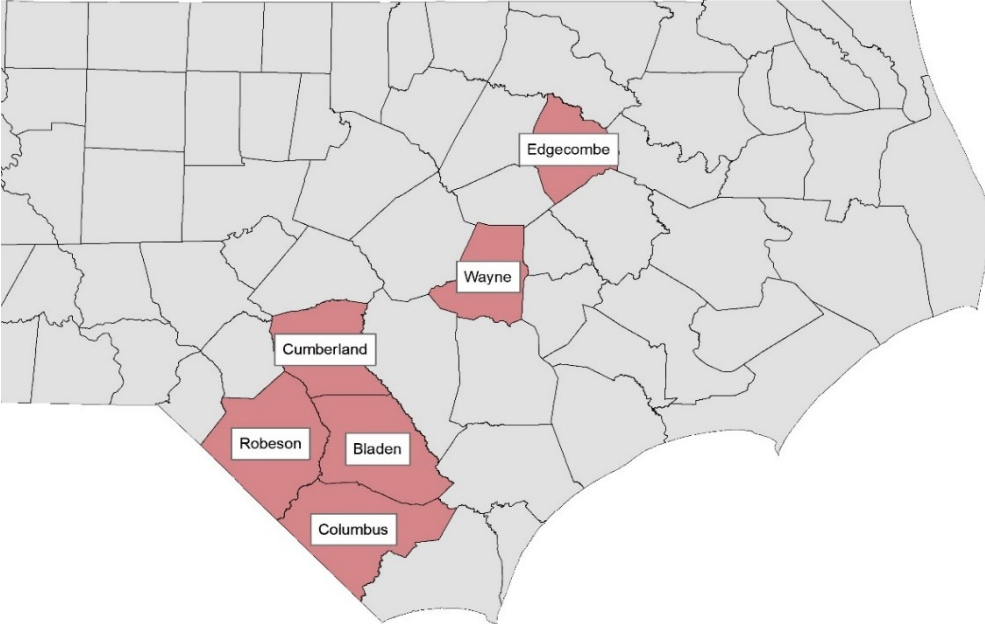 Edgecombe
Wayne
Cumberland
Robeson
Bladen
Columbus